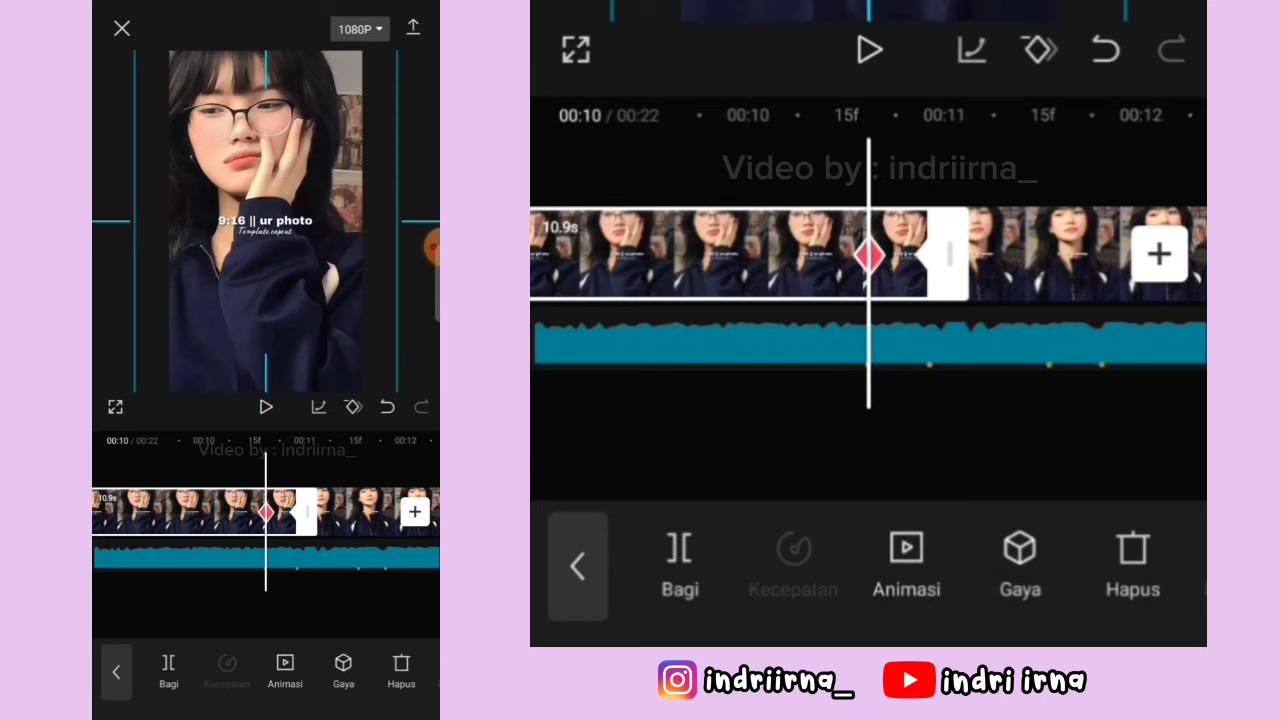 1080P
9:16 || ur photo
Template caput
00:10 / 00:22
00:10
15f
00:11
15f
00:12
Video by : indriirna_
10.9s
Bagi
Kecepatan
Animasi
Gaya
Hapus
00:10 / 00:22
00:10
15f
00:11
15f
00:12
Video by : indriirna_
10.9s
Bagi
Kecepatan
Animasi
Gaya
Hapus
indriirna_
indri irna